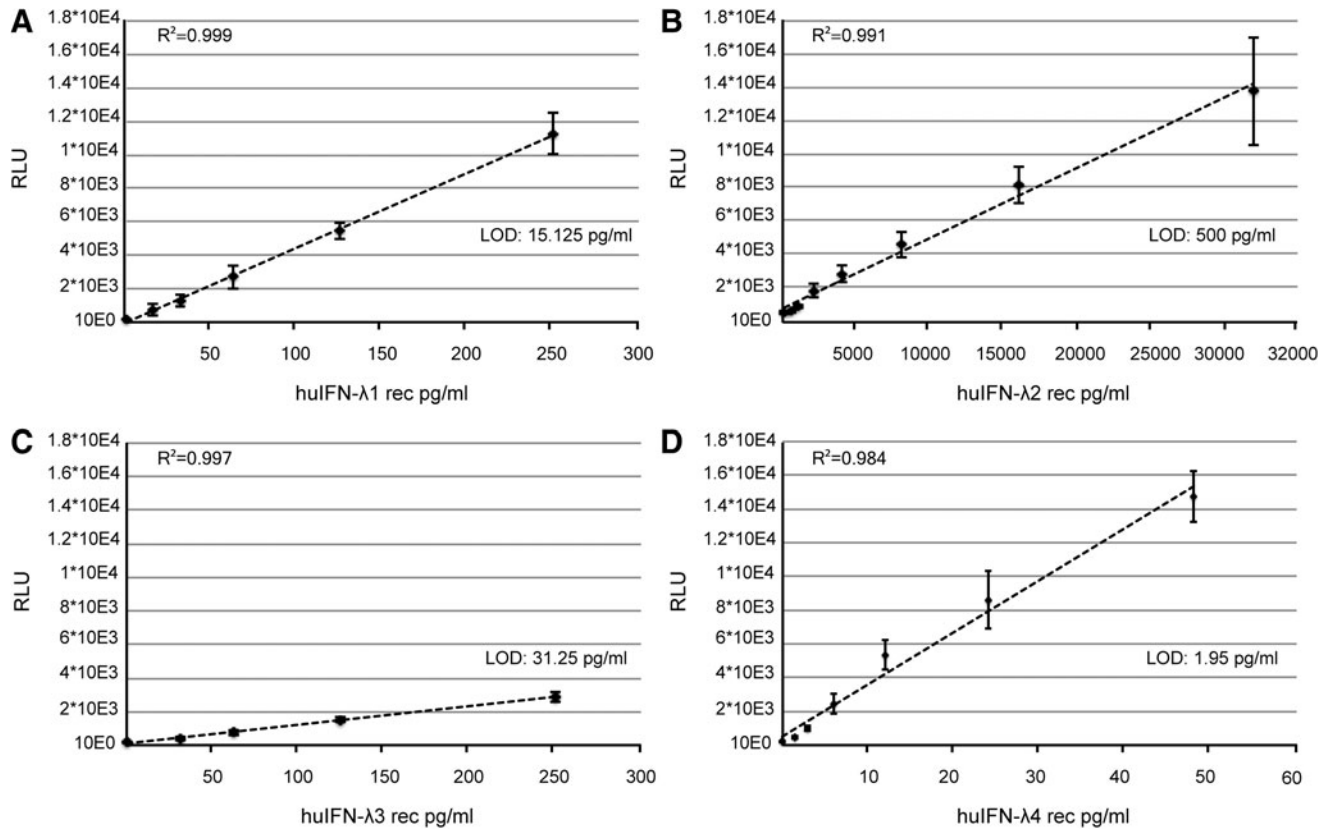 A
1.8*10E4
R²=0.999
1.6*10E4
1.4*10E4
1.2*10E4
1*10E4
8*10E3
6*10E3
4*10E3
2*10E3
10E0
RLU
LOD: 15.125 pg/ml
50 100 150 200 250 300
huIFN-λ1 rec pg/ml
B
1.8*10E4
R²=0.991
1.6*10E4
1.4*10E4
1.2*10E4
1*10E4
8*10E3
6*10E3
4*10E3
2*10E3
10E0
RLU
LOD: 500 pg/ml
5000 10000 15000 20000 25000 30000 32000
huIFN-λ2 rec pg/ml
C
1.8*10E4
R²=0.997
1.6*10E4
1.4*10E4
1.2*10E4
1*10E4
8*10E3
6*10E3
4*10E3
2*10E3
10E0
RLU
LOD: 31.25 pg/ml
50 100 150 200 250 300
huIFN-λ3 rec pg/ml
D
1.8*10E4
R²=0.984
1.6*10E4
1.4*10E4
1.2*10E4
1*10E4
8*10E3
6*10E3
4*10E3
2*10E3
10E0
RLU
LOD: 1.95 pg/ml
10 20 30 40 50 60
huIFN-λ4 rec pg/ml